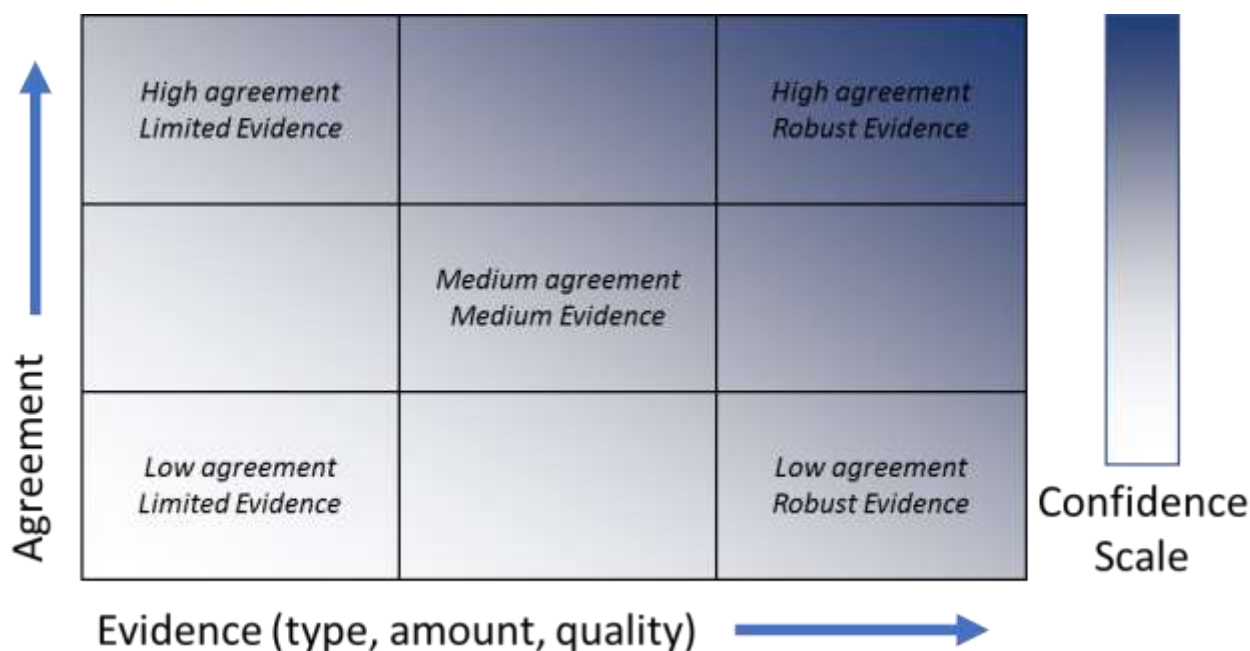 High agreement
Limited Evidence
High agreement
Robust Evidence
Medium agreement
Medium Evidence
Low agreement
Limited Evidence
Low agreement
Robust Evidence
Agreement
Evidence (type, amount, quality)
Confidence
Scale